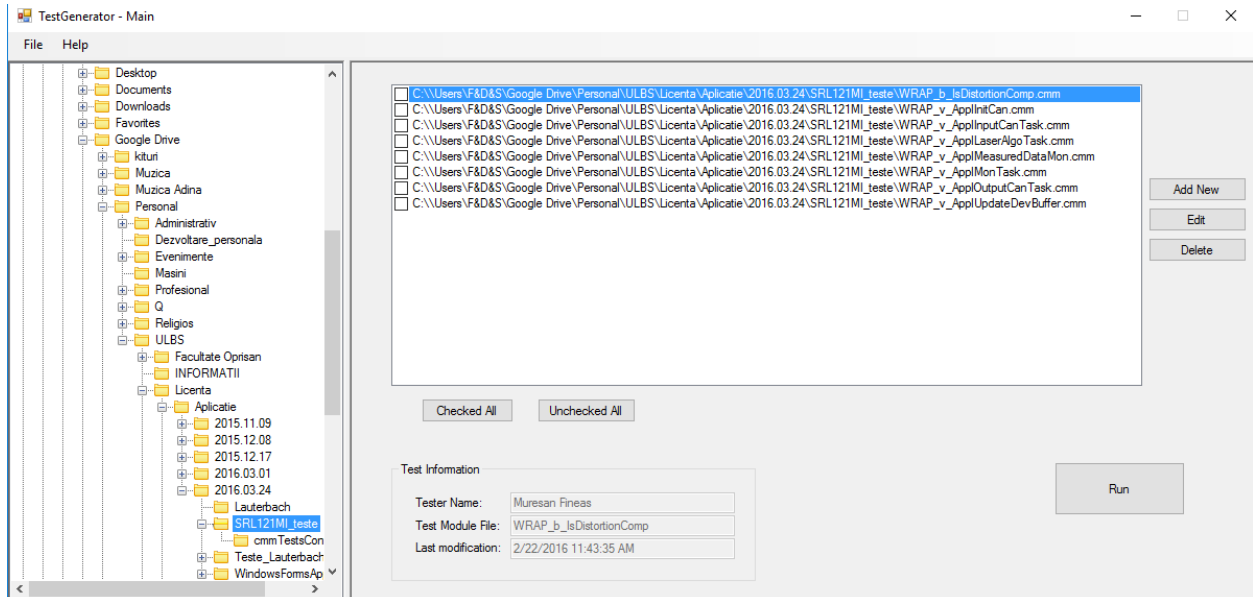 TestGenerator - Main
File Help
Desktop
Documents
Downloads
Favorites
Google Drive
kituri
Muzica
Muzica Adina
Personal
Administrativ
Dezvoltare_personala
Evenimente
Masini
Profesional
Q
Religios
ULBS
Facultate Oprisan
INFORMATII
Licenta
Aplicatie
2015.11.09
2015.12.08
2015.12.17
2016.03.01
2016.03.24
Lauterbach
SRL121MI_teste
cmmTestsCon
Teste_Lauterbach
WindowsFormsAp
C:\\Users\F&D&S\Google Drive\Personal\ULBS\Licenta\Aplicatie\2016.03.24\SRL121MI_teste\WRAP_b_IsDistortionComp.cmm
C:\\Users\F&D&S\Google Drive\Personal\ULBS\Licenta\Aplicatie\2016.03.24\SRL121MI_teste\WRAP_v_ApplInitCan.cmm
C:\\Users\F&D&S\Google Drive\Personal\ULBS\Licenta\Aplicatie\2016.03.24\SRL121MI_teste\WRAP_v_ApplInputCanTask.cmm
C:\\Users\F&D&S\Google Drive\Personal\ULBS\Licenta\Aplicatie\2016.03.24\SRL121MI_teste\WRAP_v_ApplLaserAlgoTask.cmm
C:\\Users\F&D&S\Google Drive\Personal\ULBS\Licenta\Aplicatie\2016.03.24\SRL121MI_teste\WRAP_v_ApplMeasuredDataMon.cmm
C:\\Users\F&D&S\Google Drive\Personal\ULBS\Licenta\Aplicatie\2016.03.24\SRL121MI_teste\WRAP_v_ApplMonTask.cmm
C:\\Users\F&D&S\Google Drive\Personal\ULBS\Licenta\Aplicatie\2016.03.24\SRL121MI_teste\WRAP_v_ApplOutputCanTask.cmm
C:\\Users\F&D&S\Google Drive\Personal\ULBS\Licenta\Aplicatie\2016.03.24\SRL121MI_teste\WRAP_v_ApplUpdateDevBuffer.cmm
Add New
Edit
Delete
Checked All Unchecked All
Test Information
Tester Name: Muresan Fineas
Test Module File: WRAP_b_IsDistortionComp
Last modification: 2/22/2016 11:43:35 AM
Run